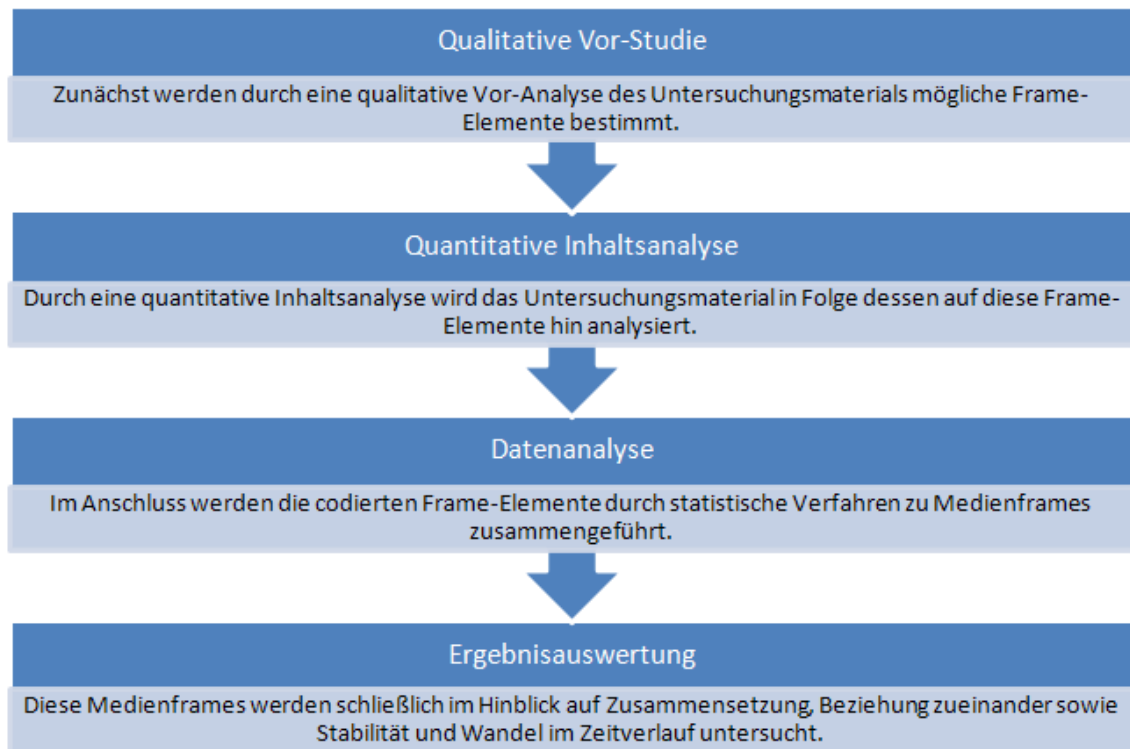 Qualitative Vor-Studie
Zunächst werden durch eine qualitative Vor-Analyse des Untersuchungsmaterials mögliche Frame-
Elemente bestimmt.
Quantitative Inhaltsanalyse
Durch eine quantitative Inhaltsanalyse wird das Untersuchungsmaterial in Folge dessen auf diese Frame-
Elemente hin analysiert.
Datenanalyse
Im Anschluss werden die codierten Frame-Elemente durch statistische Verfahren zu Medienframes
zusammengeführt.
Ergebnisauswertung
Diese Medienframes werden schließlich im Hinblick auf Zusammensetzung, Beziehung zueinander sowie
Stabilität und Wandel im Zeitverlauf untersucht.